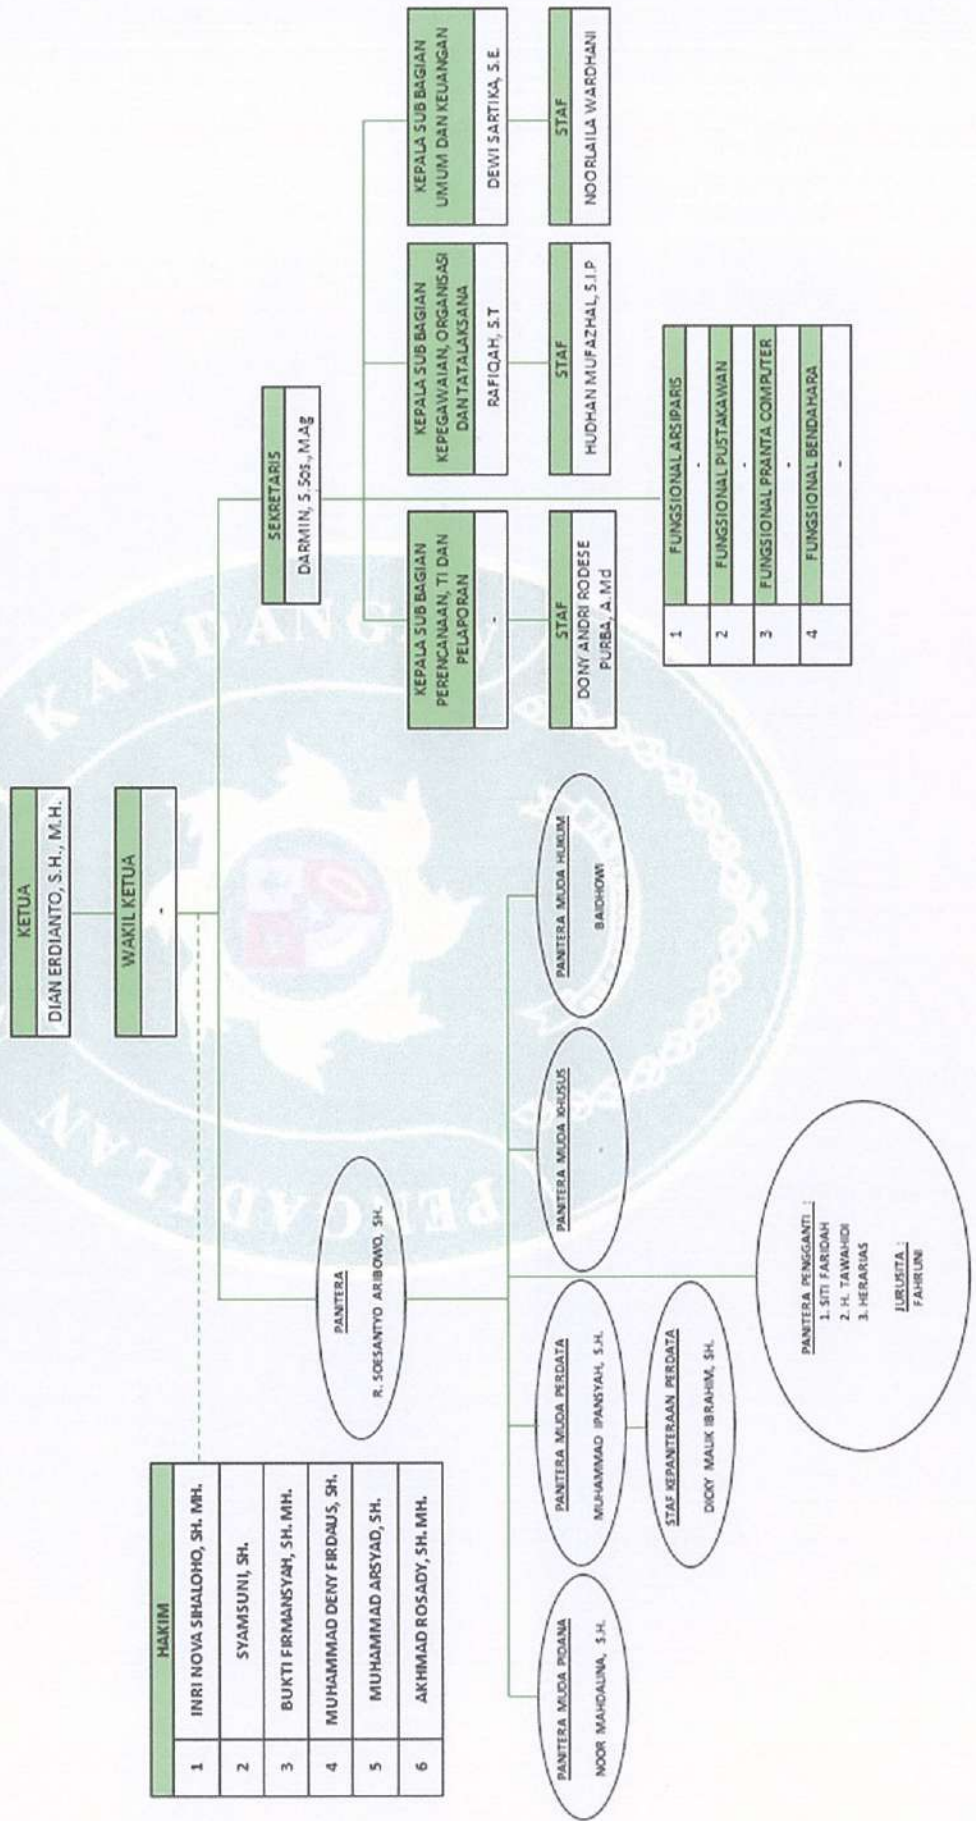 KETUA
DIAN ERDIANTO, S.H., M.H.
WAKIL KETUA
-
HAKIM
1 INRI NOVA SIHALOHO, SH. MH.
2 SYAMSUNI, SH.
3 BUKTI FIRMANSYAH, SH. MH.
4 MUHAMMAD DENY FIRDAUS, SH.
5 MUHAMMAD ARSYAD, SH.
6 AKHMAD ROSADY, SH. MH.
PANITERA
R. SOESANTYO ARIBOWO, SH.
SEKRETARIS
DARMIN, S.Sos., M.Ag
PANITERA MUDA PIDANA
NOOR MAHDALINA, S.H.
PANITERA MUDA PERDATA
MUHAMMAD IPANSYAH, S.H.
PANITERA MUDA KHUSUS
-
PANITERA MUDA HUKUM
BAIDHOWI
STAF KEPANITERAAN PERDATA
DICKY MALIK IBRAHIM, SH.
PANITERA PENGGANTI :
1. SITI FARIDAH
2. H. TAWAHIDI
3. HERARIAS
JURUSITA :
FAHRUNI
KEPALA SUB BAGIAN
PERENCANAAN, TI DAN
PELAPORAN
-
STAF
DONY ANDRI RODESE
PURBA, A.Md
KEPALA SUB BAGIAN
KEPEGAWAIAN, ORGANISASI
DAN TATALAKSANA
RAFIQAH, S.T
STAF
HUDHAN MUFAZHAL, S.I.P
KEPALA SUB BAGIAN
UMUM DAN KEUANGAN
DEWI SARTIKA, S.E.
STAF
NOORLAILA WARDHANI
1 FUNGSIONAL ARSIPARIS
-
2 FUNGSIONAL PUSTAKAWAN
-
3 FUNGSIONAL PRANTA COMPUTER
-
4 FUNGSIONAL BENDAHARA
-
PENGADILAN
KANDANGAN